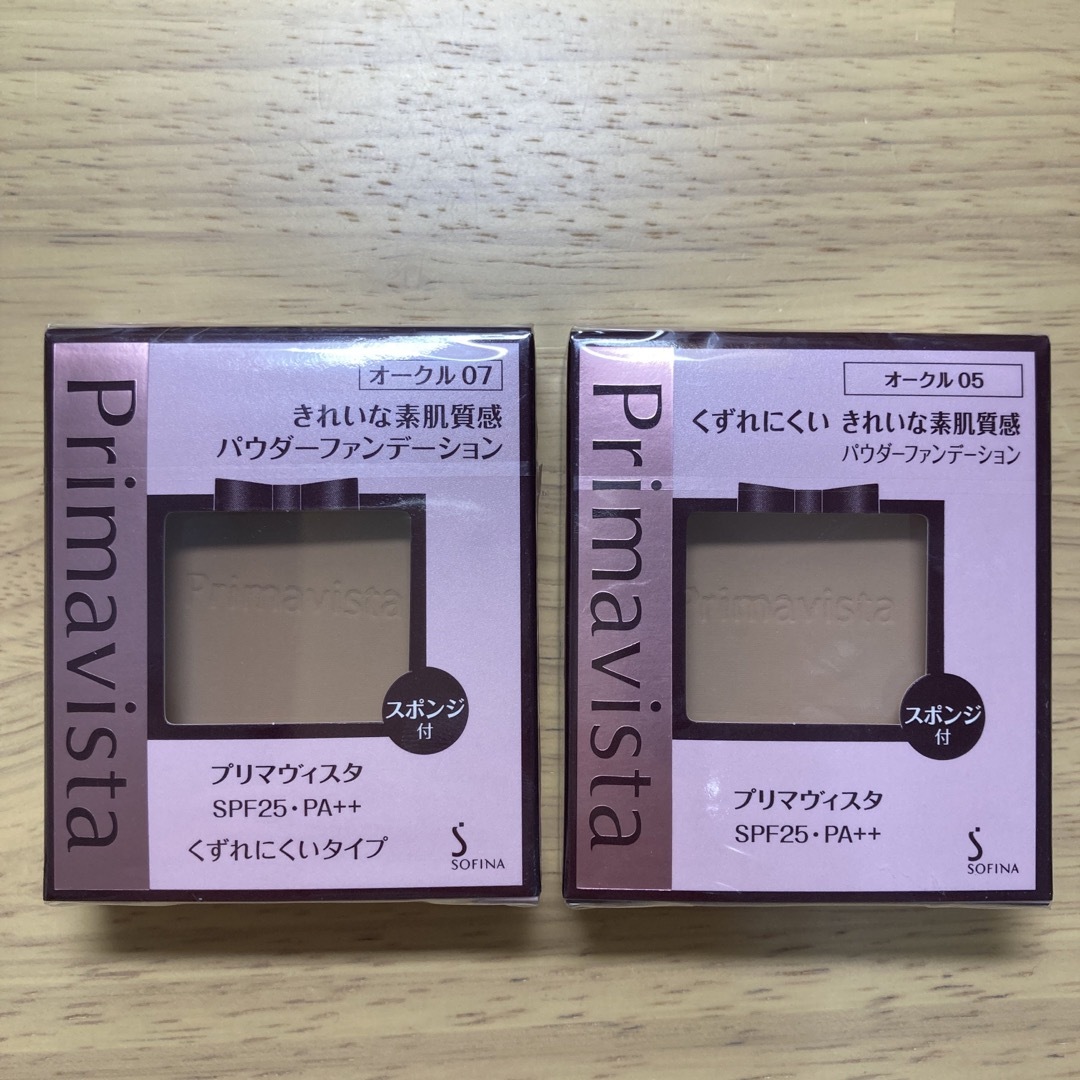 Primavista
オークル 07
きれいな素肌質感
パウダーファンデーション
Primavista
スポンジ
付
プリマヴィスタ
SPF25・PA++
くずれにくいタイプ
SOFINA
Primavista
オークル 05
くずれにくい きれいな素肌質感
パウダーファンデーション
Primavista
スポンジ
付
プリマヴィスタ
SPF25・PA++
SOFINA